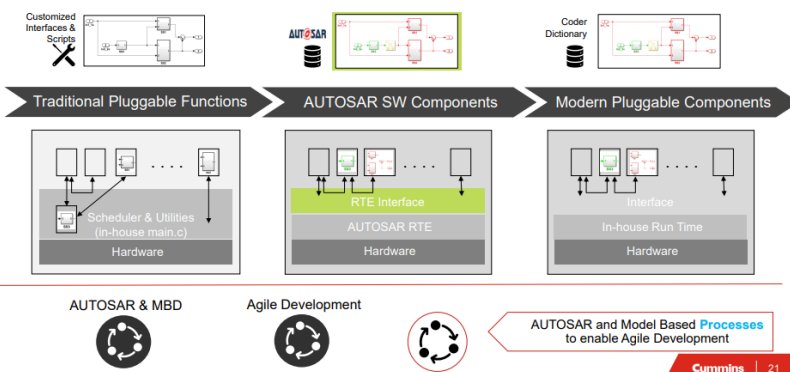 Customized
Interfaces &
Scripts
AUTOSAR
Coder
Dictionary
Traditional Pluggable Functions
AUTOSAR SW Components
Modern Pluggable Components
Scheduler & Utilities
(in-house main.c)
Hardware
RTE Interface
AUTOSAR RTE
Hardware
Interface
In-house Run Time
Hardware
AUTOSAR & MBD
Agile Development
AUTOSAR and Model Based Processes
to enable Agile Development
Cummins | 21